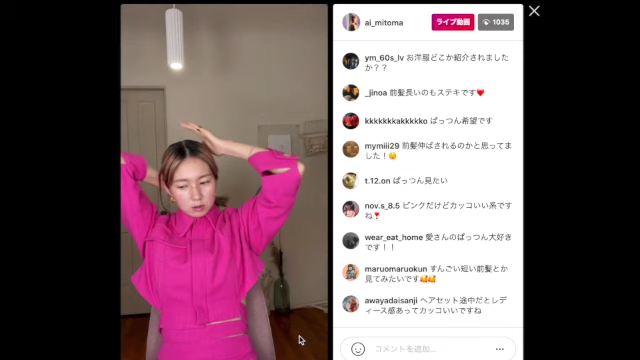 ai_mitoma ライブ動画 1036
ym_60s_lv お洋服どこか紹介されました
か？？
_jinoa 前髪長いのもステキです❤
kkkkkkkakkkkko ぱっつん希望です
mymiii29 前髪伸ばされるのかと思ってま
した！😊
t.12.on ぱっつん見たい
nov.s_8.5 ピンクだけどカッコいい系です
ね❣
wear_eat_home 愛さんのぱっつん大好き
です！！
maruomaruokun すんごい短い前髪とか
見てみたいです🥰🥰
awayadaisanji ヘアセット途中だとレデ
ィース感あってカッコいいですね
コメントを追加...